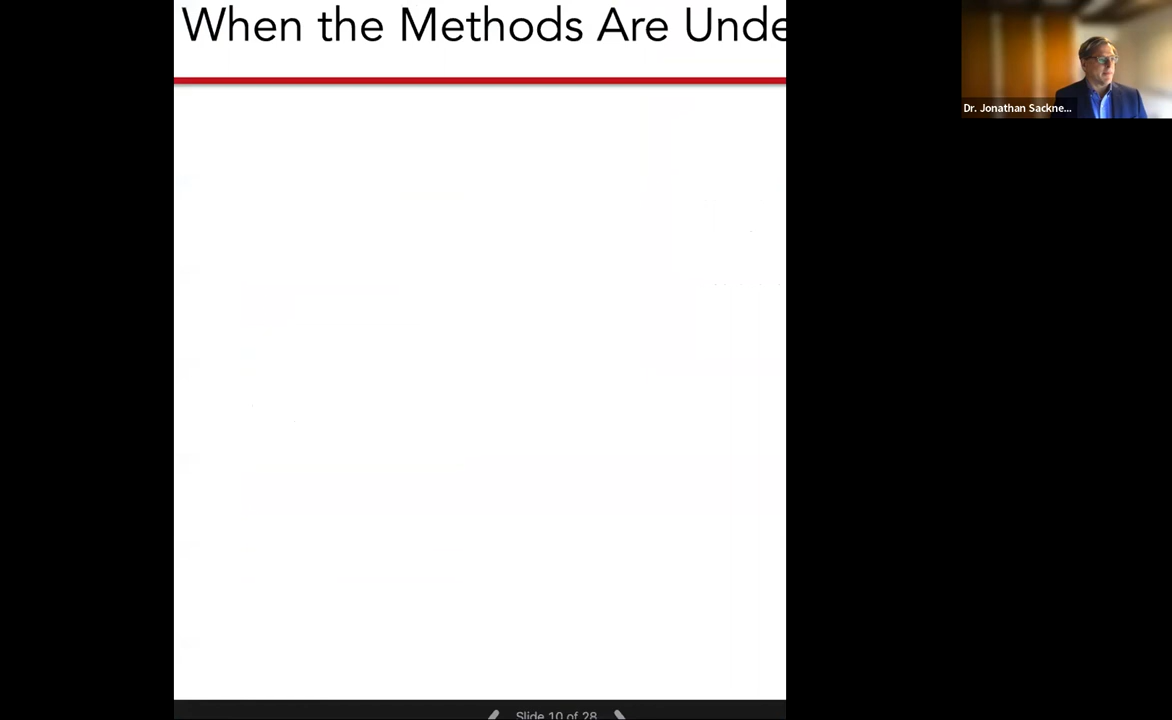 When the Methods Are Unde
Dr. Jonathan Sackne...
Slide 10 of 28